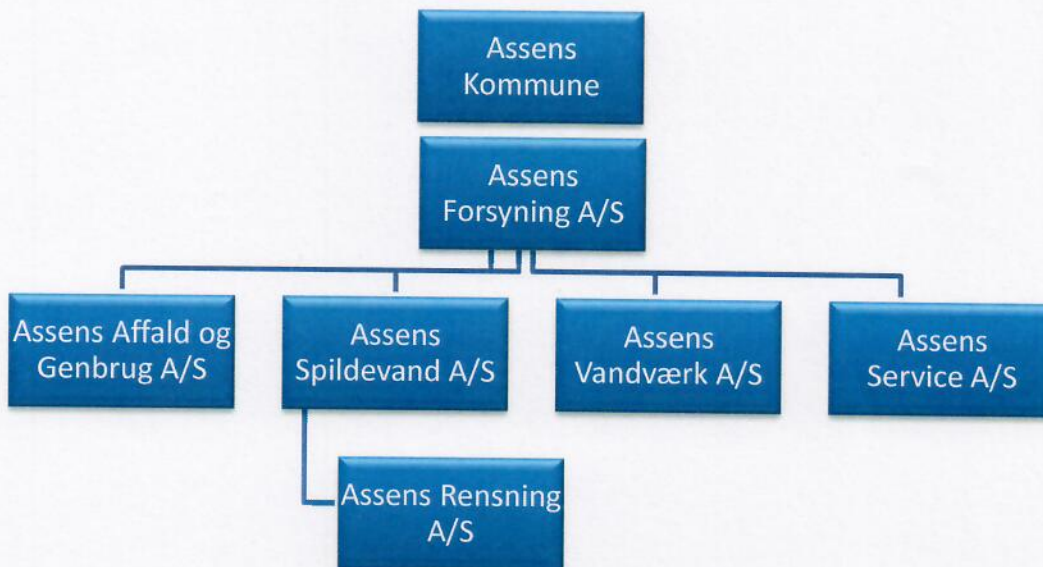 Assens
Kommune
Assens
Forsyning A/S
Assens Affald og
Genbrug A/S
Assens
Spildevand A/S
Assens
Vandværk A/S
Assens
Service A/S
Assens Rensning
A/S